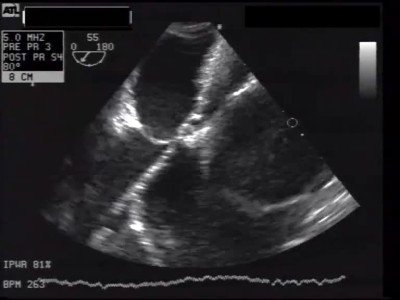 ATL
5.0 MHZ
PRE PR 3
POST PR S4
80°
8 CM
55
0 180
IPWR 81%
BPM 263